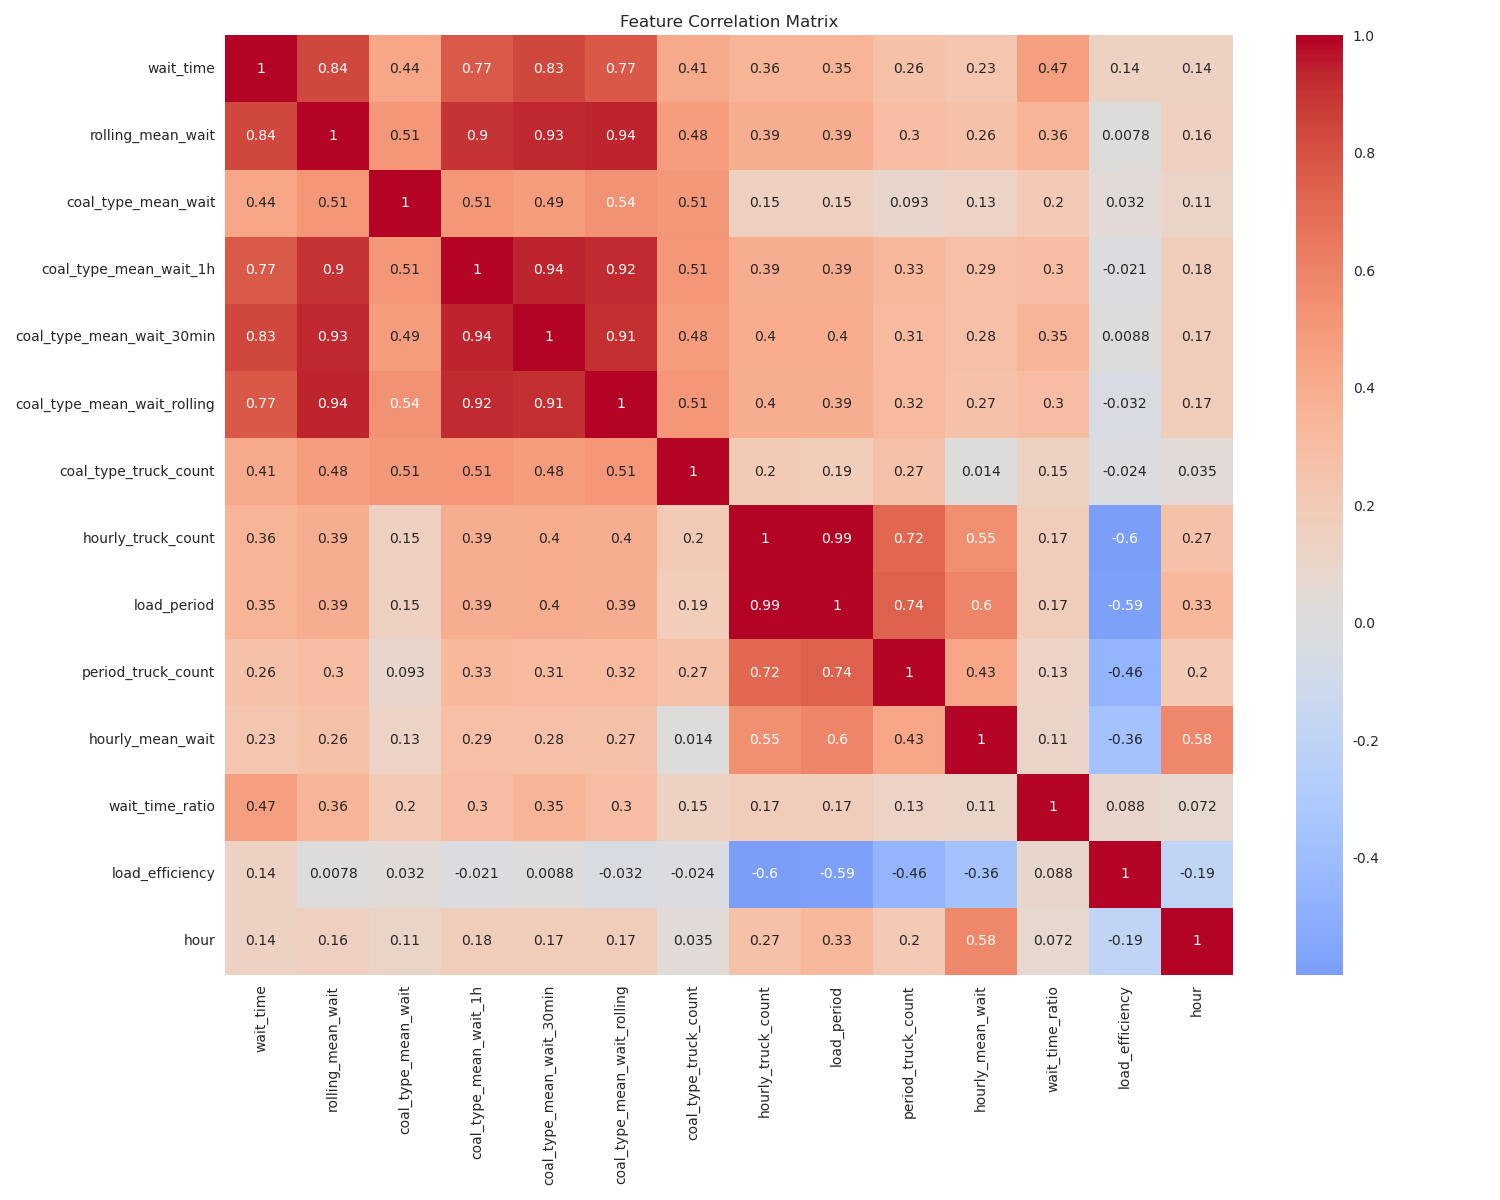 Feature Correlation Matrix
wait_time 1 0.84 0.44 0.77 0.83 0.77 0.41 0.36 0.35 0.26 0.23 0.47 0.14 0.14
rolling_mean_wait 0.84 1 0.51 0.9 0.93 0.94 0.48 0.39 0.39 0.3 0.26 0.36 0.0078 0.16
coal_type_mean_wait 0.44 0.51 1 0.51 0.49 0.54 0.51 0.15 0.15 0.093 0.13 0.2 0.032 0.11
coal_type_mean_wait_1h 0.77 0.9 0.51 1 0.94 0.92 0.51 0.39 0.39 0.33 0.29 0.3 -0.021 0.18
coal_type_mean_wait_30min 0.83 0.93 0.49 0.94 1 0.91 0.48 0.4 0.4 0.31 0.28 0.35 0.0088 0.17
coal_type_mean_wait_rolling 0.77 0.94 0.54 0.92 0.91 1 0.51 0.4 0.39 0.32 0.27 0.3 -0.032 0.17
coal_type_truck_count 0.41 0.48 0.51 0.51 0.48 0.51 1 0.2 0.19 0.27 0.014 0.15 -0.024 0.035
hourly_truck_count 0.36 0.39 0.15 0.39 0.4 0.4 0.2 1 0.99 0.72 0.55 0.17 -0.6 0.27
load_period 0.35 0.39 0.15 0.39 0.4 0.39 0.19 0.99 1 0.74 0.6 0.17 -0.59 0.33
period_truck_count 0.26 0.3 0.093 0.33 0.31 0.32 0.27 0.72 0.74 1 0.43 0.13 -0.46 0.2
hourly_mean_wait 0.23 0.26 0.13 0.29 0.28 0.27 0.014 0.55 0.6 0.43 1 0.11 -0.36 0.58
wait_time_ratio 0.47 0.36 0.2 0.3 0.35 0.3 0.15 0.17 0.17 0.13 0.11 1 0.088 0.072
load_efficiency 0.14 0.0078 0.032 -0.021 0.0088 -0.032 -0.024 -0.6 -0.59 -0.46 -0.36 0.088 1 -0.19
hour 0.14 0.16 0.11 0.18 0.17 0.17 0.035 0.27 0.33 0.2 0.58 0.072 -0.19 1
wait_time
rolling_mean_wait
coal_type_mean_wait
coal_type_mean_wait_1h
coal_type_mean_wait_30min
coal_type_mean_wait_rolling
coal_type_truck_count
hourly_truck_count
load_period
period_truck_count
hourly_mean_wait
wait_time_ratio
load_efficiency
hour
1.0
0.8
0.6
0.4
0.2
0.0
-0.2
-0.4